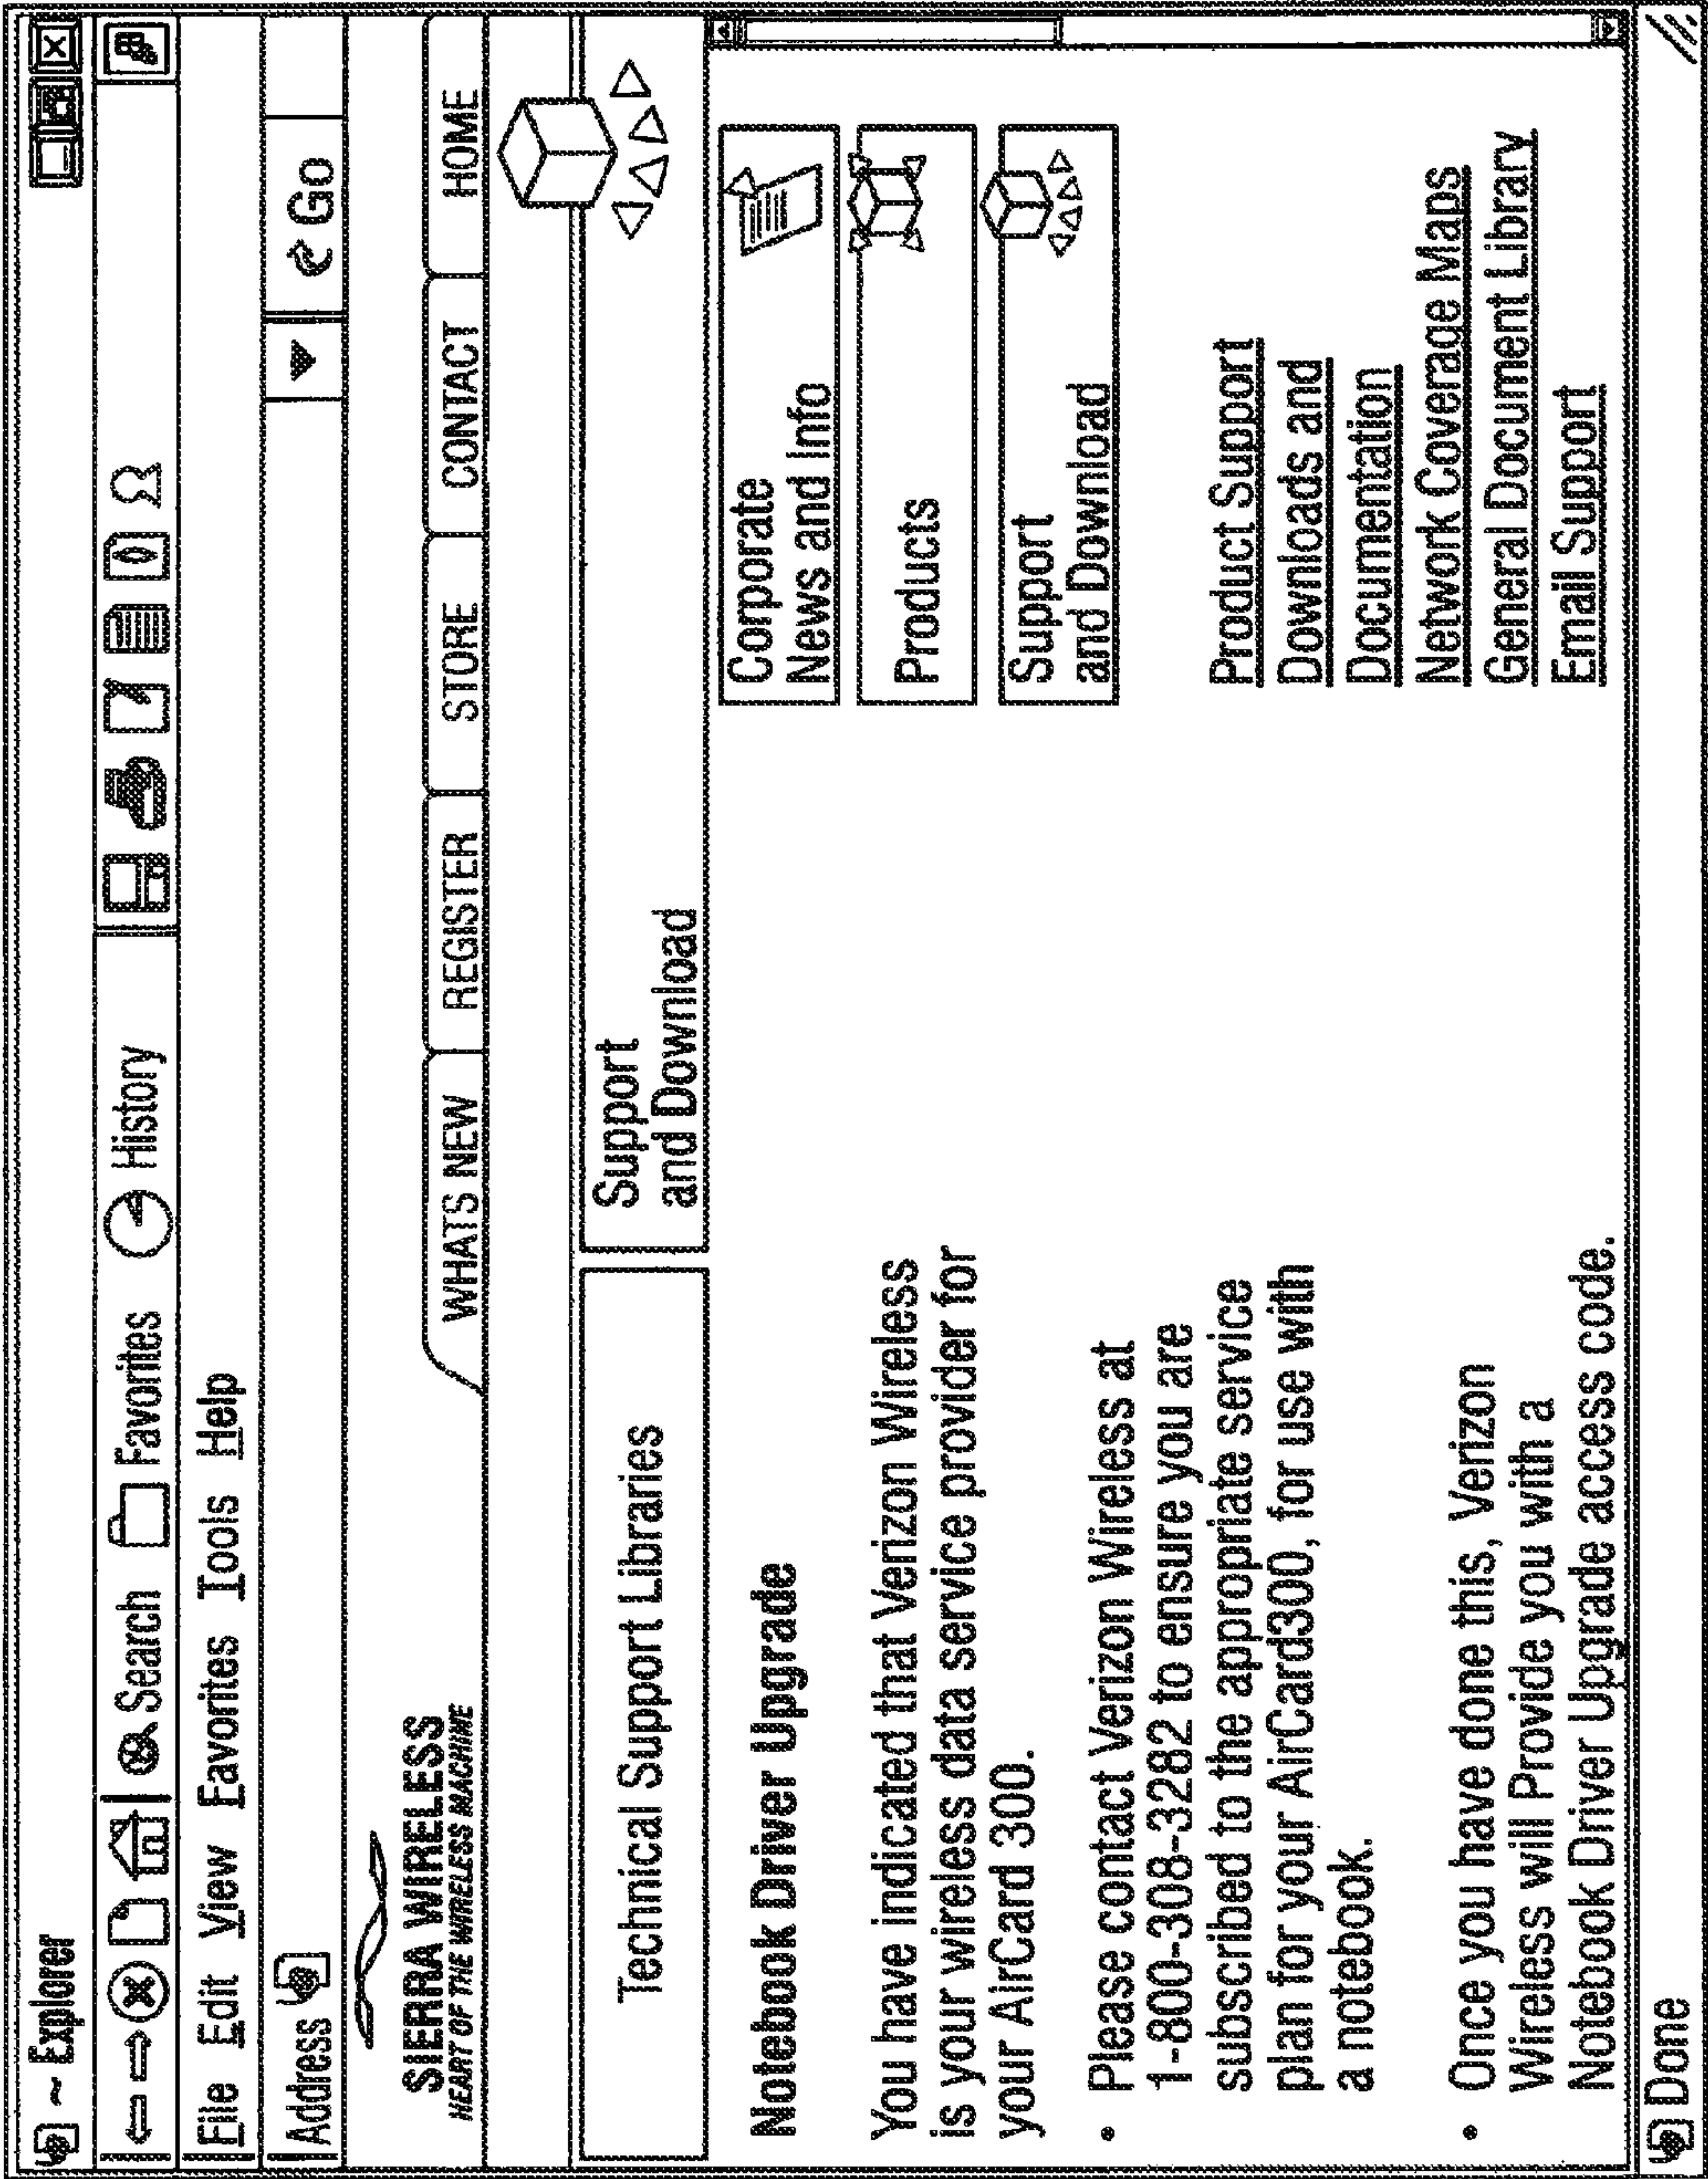 ~ Explorer
Search Favorites History
File Edit View Favorites Tools Help
Address Go
SIERRA WIRELESS
HEART OF THE WIRELESS MACHINE
WHATS NEW REGISTER STORE CONTACT HOME
Technical Support Libraries
Support
and Download
Notebook Driver Upgrade
You have indicated that Verizon Wireless
is your wireless data service provider for
your AirCard 300.
• Please contact Verizon Wireless at
1-800-308-3282 to ensure you are
subscribed to the appropriate service
plan for your AirCard300, for use with
a notebook.
• Once you have done this, Verizon
Wireless will Provide you with a
Notebook Driver Upgrade access code.
Corporate
News and Info
Products
Support
and Download
Product Support
Downloads and
Documentation
Network Coverage Maps
General Document Library
Email Support
Done